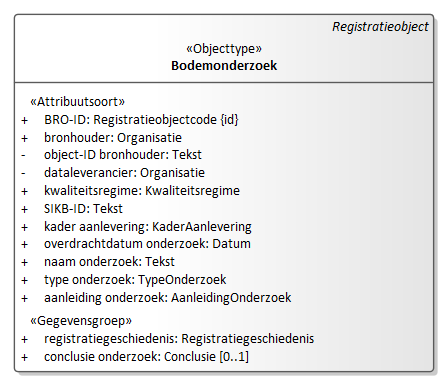 Registratieobject
«Objecttype»
Bodemonderzoek
«Attribuutsoort»
+ BRO-ID: Registratieobjectcode {id}
+ bronhouder: Organisatie
- object-ID bronhouder: Tekst
- dataleverancier: Organisatie
+ kwaliteitsregime: Kwaliteitsregime
+ SIKB-ID: Tekst
+ kader aanlevering: KaderAanlevering
+ overdrachtdatum onderzoek: Datum
+ naam onderzoek: Tekst
+ type onderzoek: TypeOnderzoek
+ aanleiding onderzoek: AanleidingOnderzoek
«Gegevensgroep»
+ registratiegeschiedenis: Registratiegeschiedenis
+ conclusie onderzoek: Conclusie [0..1]